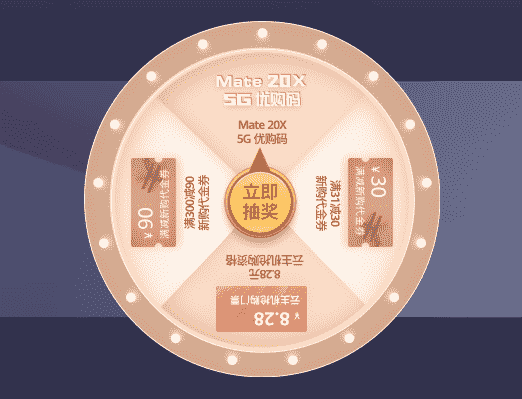 Mate 20X
5G 优购码
Mate 20X
5G 优购码
立即
抽奖
¥ 30
满减新购代金券
满31减30
新购代金券
8.28元
云主机抢购资格
¥ 8.28
云主机抢购门票
满300减90
新购代金券
¥ 90
满减新购代金券